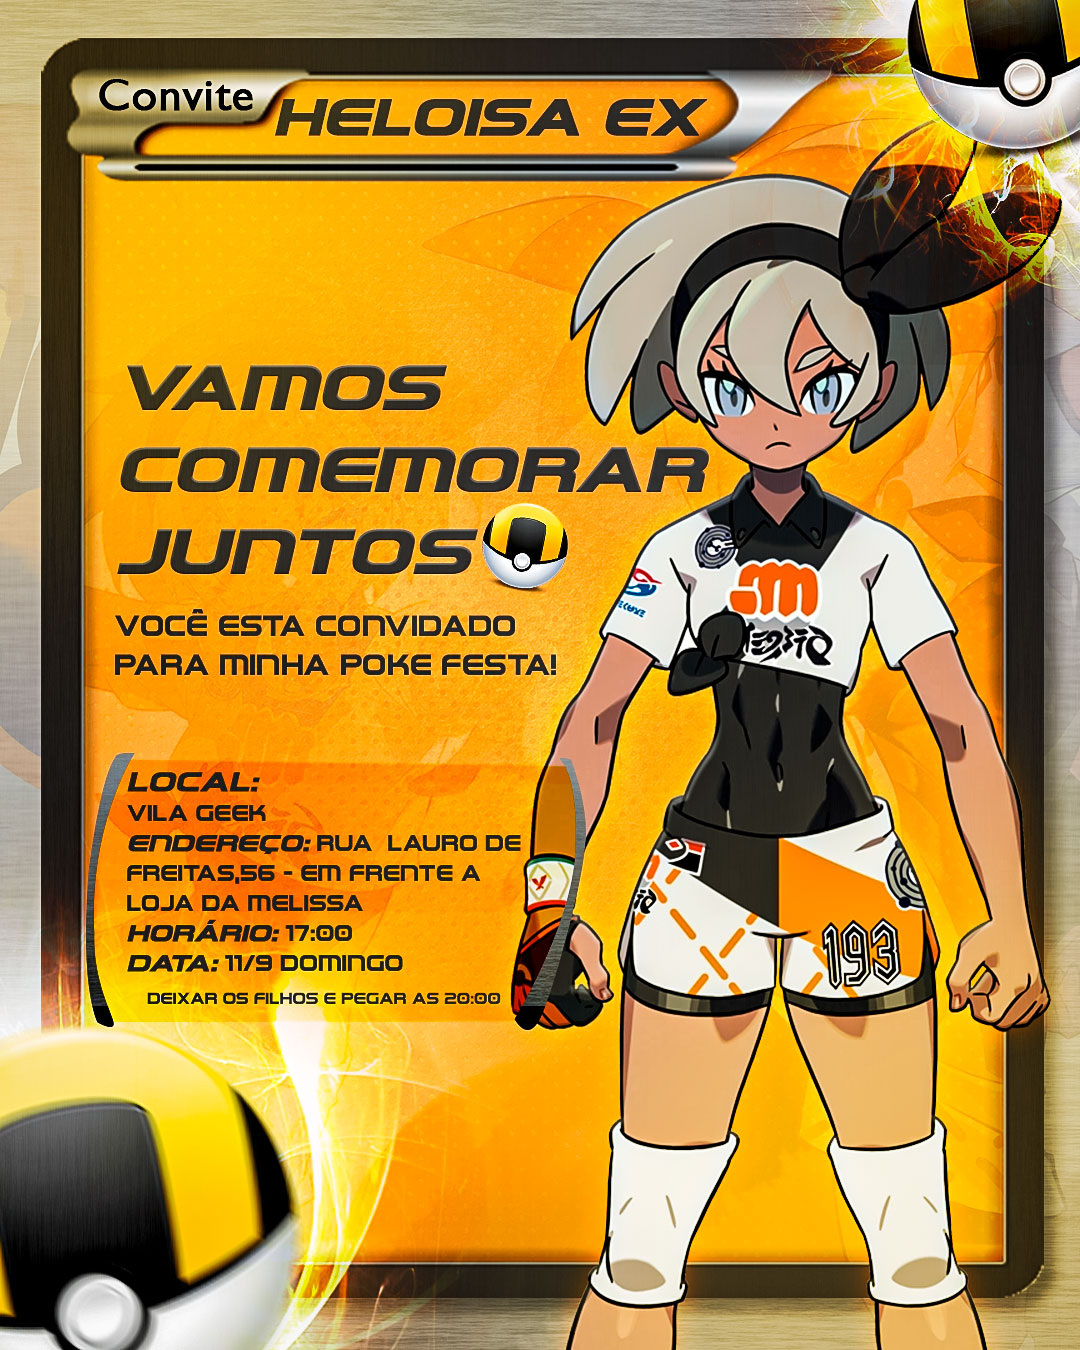 Convite
HELOISA EX
VAMOS
COMEMORAR
JUNTOS
VOCÊ ESTA CONVIDADO
PARA MINHA POKE FESTA!
LOCAL:
VILA GEEK
ENDEREÇO: RUA LAURO DE
FREITAS,56 - EM FRENTE A
LOJA DA MELISSA
HORÁRIO: 17:00
DATA: 11/9 DOMINGO
DEIXAR OS FILHOS E PEGAR AS 20:00
193